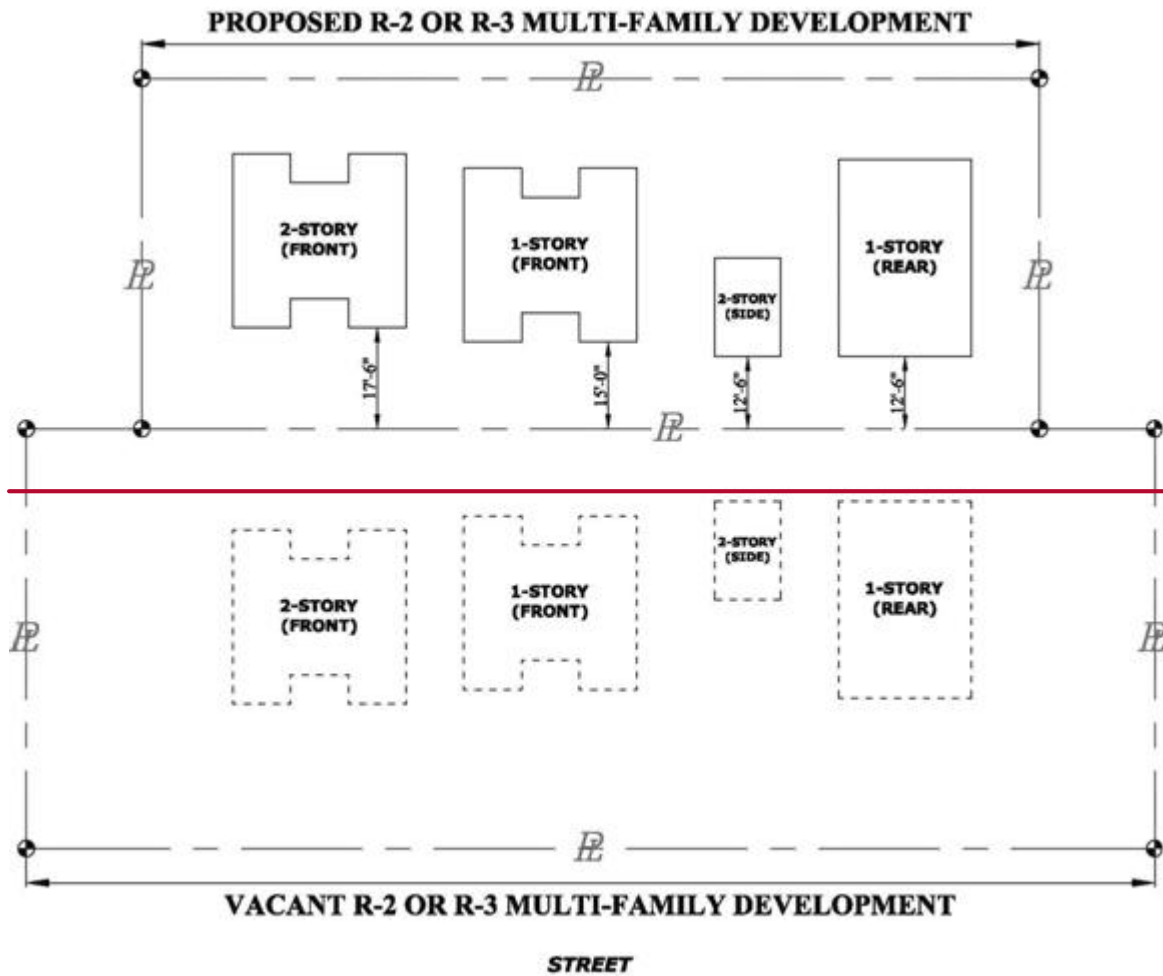 PROPOSED R-2 OR R-3 MULTI-FAMILY DEVELOPMENT
PL
2-STORY
(FRONT)
1-STORY
(FRONT)
2-STORY
(SIDE)
1-STORY
(REAR)
PL
PL
17'-6"
15'-0"
12'-6"
12'-6"
PL
2-STORY
(FRONT)
1-STORY
(FRONT)
2-STORY
(SIDE)
1-STORY
(REAR)
PL
PL
PL
VACANT R-2 OR R-3 MULTI-FAMILY DEVELOPMENT
STREET